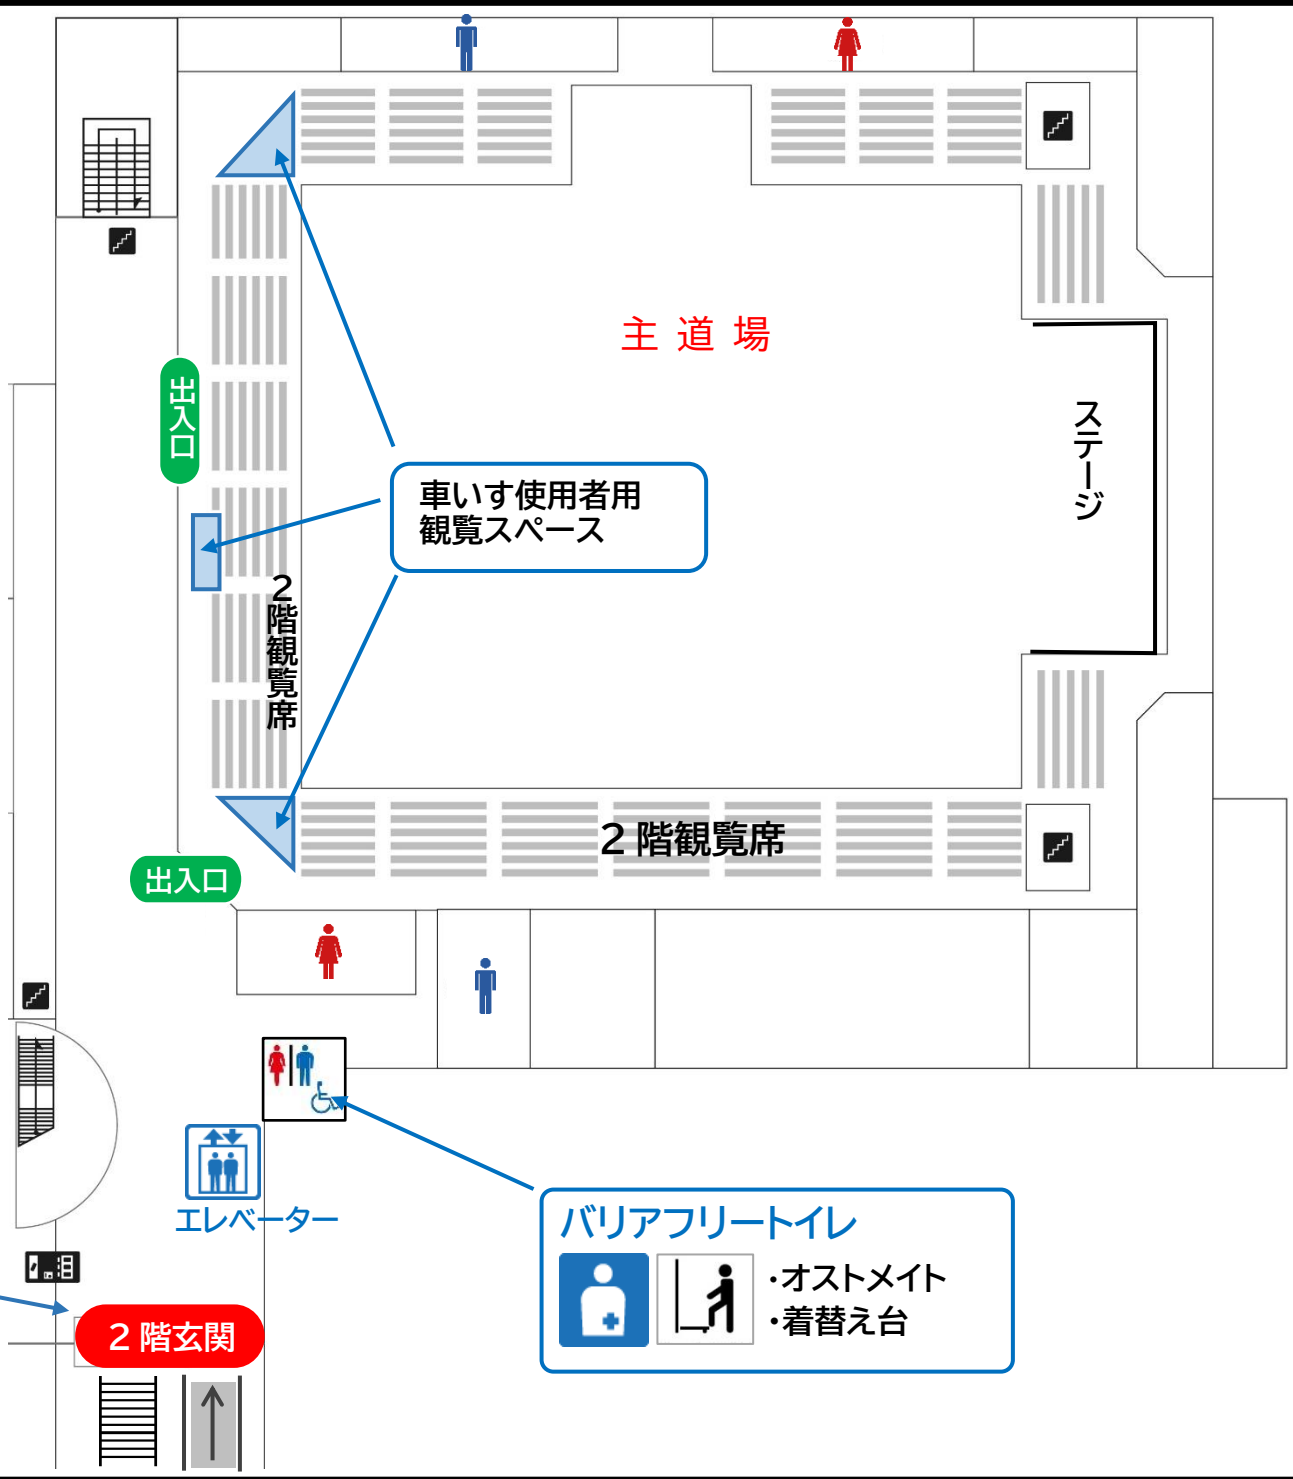 主道場
出入口
ステージ
車いす使用者用
観覧スペース
2階観覧席
2階観覧席
出入口
エレベーター
バリアフリートイレ
・オストメイト
・着替え台
2階玄関